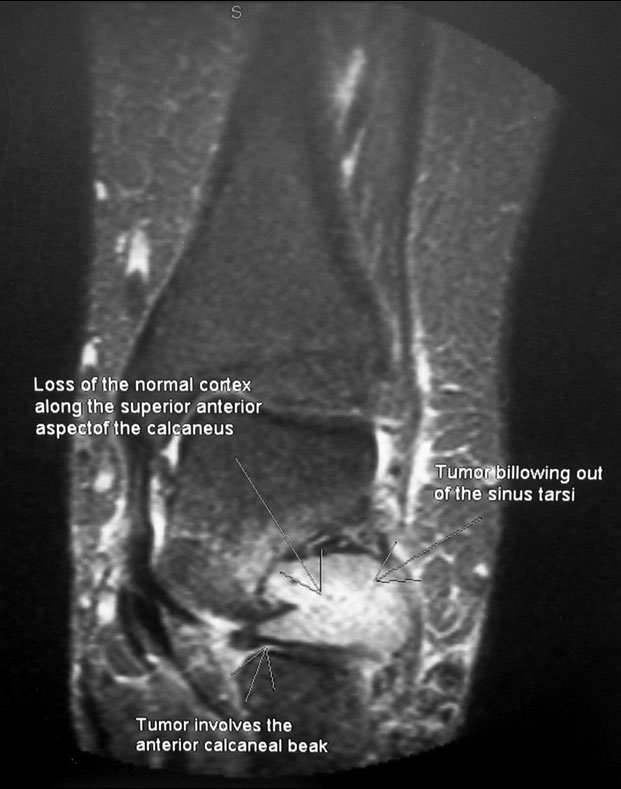 S
Loss of the normal cortex
along the superior anterior
aspectof the calcaneus
Tumor billowing out
of the sinus tarsi
Tumor involves the
anterior calcaneal beak